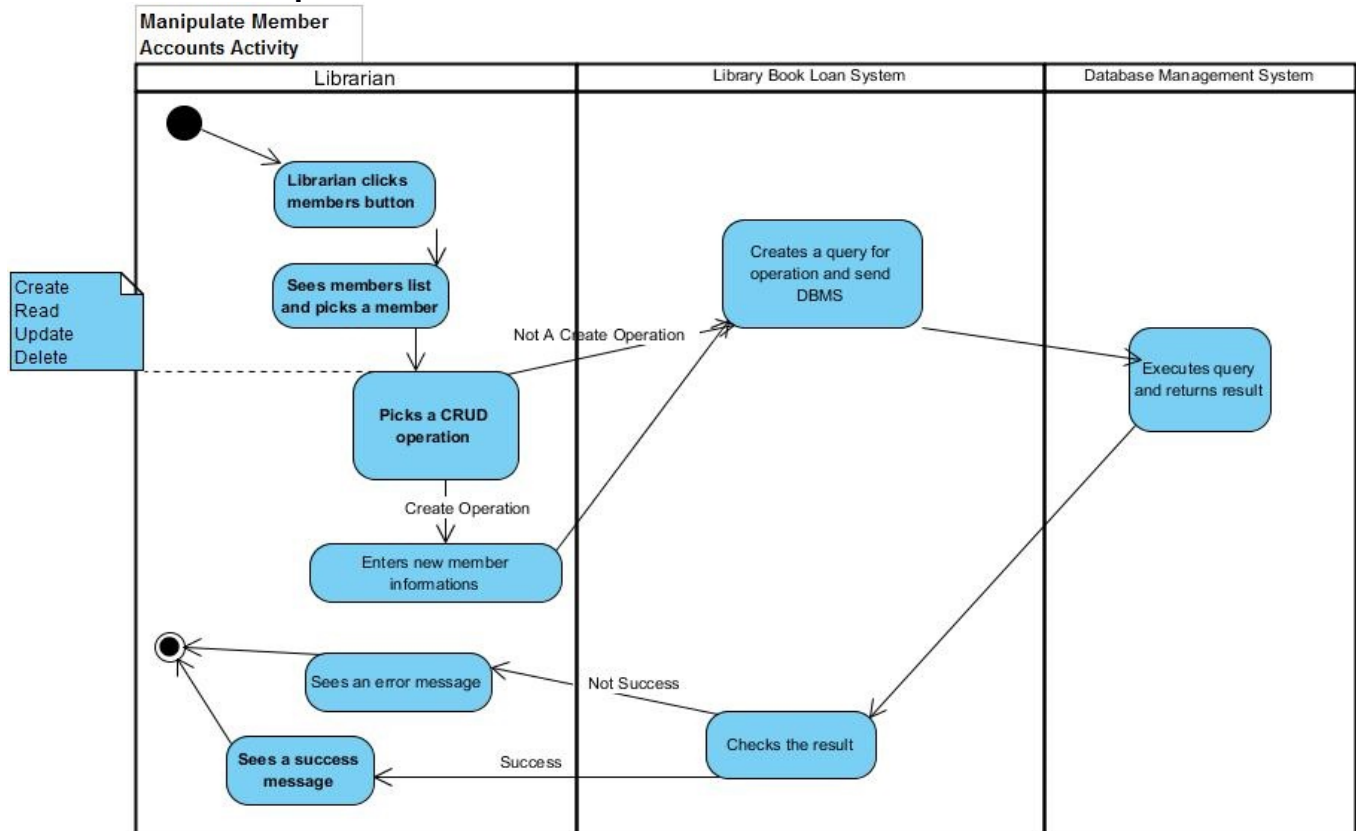 Manipulate Member
Accounts Activity
Librarian
Library Book Loan System
Database Management System
Librarian clicks
members button
Sees members list
and picks a member
Create
Read
Update
Delete
Picks a CRUD
operation
Not A Create Operation
Creates a query for
operation and send
DBMS
Executes query
and returns result
Create Operation
Enters new member
informations
Sees an error message
Not Success
Checks the result
Success
Sees a success
message